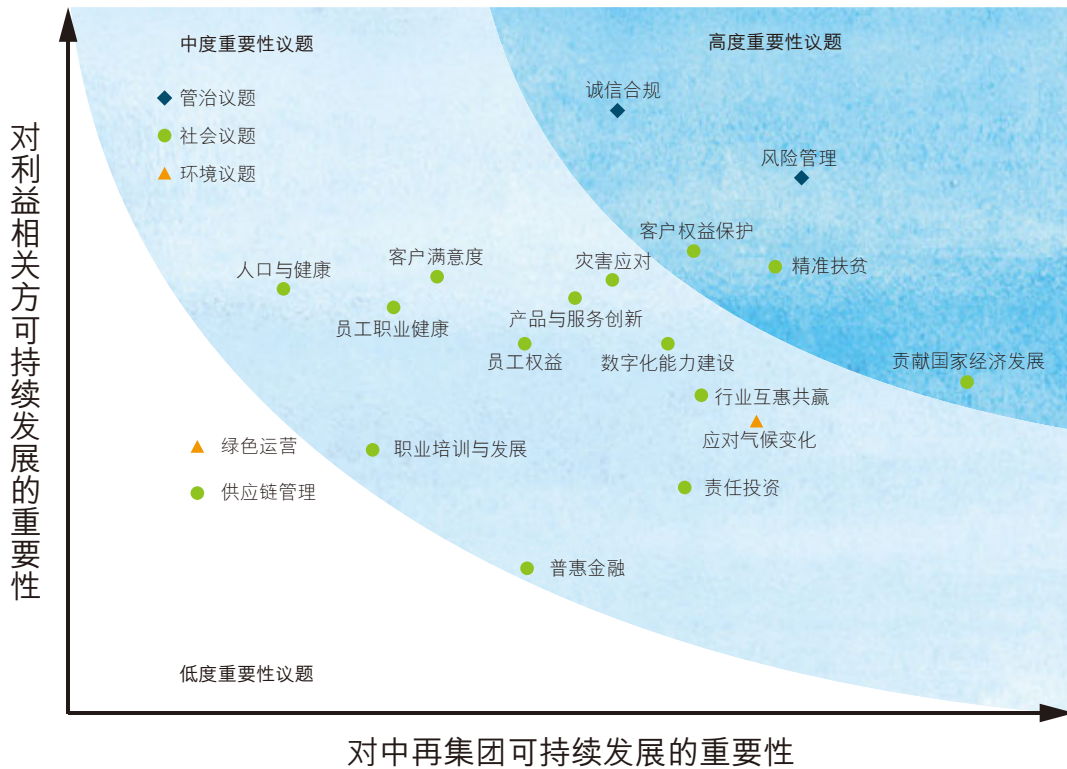 中度重要性议题
高度重要性议题
管治议题
社会议题
环境议题
诚信合规
风险管理
客户权益保护
精准扶贫
人口与健康
客户满意度
灾害应对
员工职业健康
产品与服务创新
员工权益
数字化能力建设
贡献国家经济发展
行业互惠共赢
应对气候变化
绿色运营
职业培训与发展
供应链管理
责任投资
普惠金融
低度重要性议题
对利益相关方可持续发展的重要性
对中再集团可持续发展的重要性